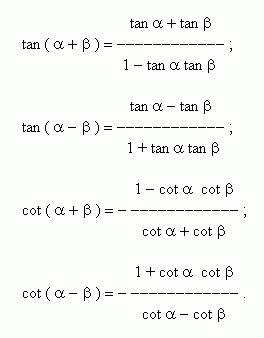 tan α + tan β
tan ( α + β ) = –––––––––––– ;
1 – tan α tan β
tan α – tan β
tan ( α – β ) = –––––––––––– ;
1 + tan α tan β
1 – cot α cot β
cot ( α + β ) = – –––––––––––– ;
cot α + cot β
1 + cot α cot β
cot ( α – β ) = – –––––––––––– .
cot α – cot β